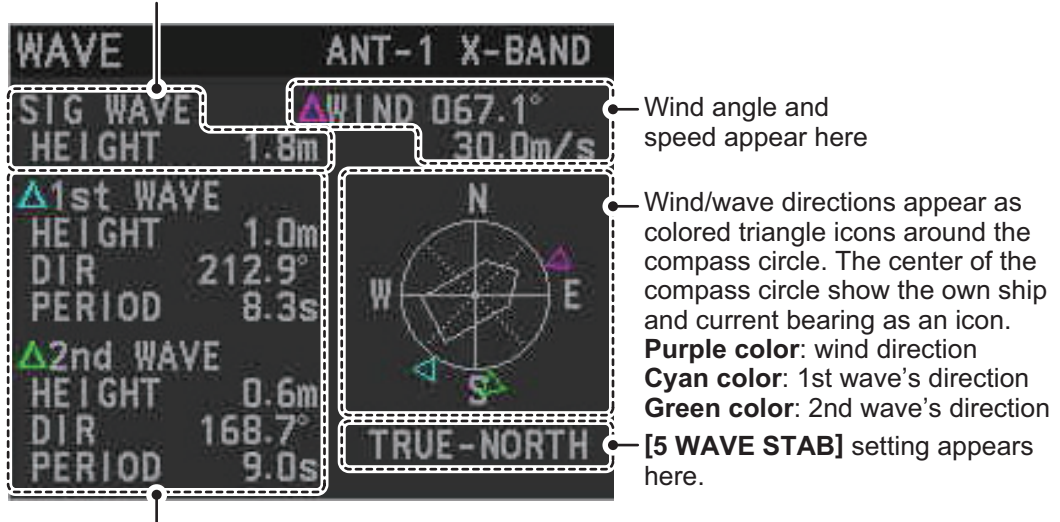 WAVE ANT-1 X-BAND
SIG WAVE
HEIGHT 1.8m
WIND 067.1°
30.0m/s
1st WAVE
HEIGHT 1.0m
DIR 212.9°
PERIOD 8.3s
2nd WAVE
HEIGHT 0.6m
DIR 168.7°
PERIOD 9.0s
N
W
E
S
TRUE-NORTH
Wind angle and
speed appear here
Wind/wave directions appear as
colored triangle icons around the
compass circle. The center of the
compass circle show the own ship
and current bearing as an icon.
Purple color: wind direction
Cyan color: 1st wave's direction
Green color: 2nd wave's direction
[5 WAVE STAB] setting appears
here.